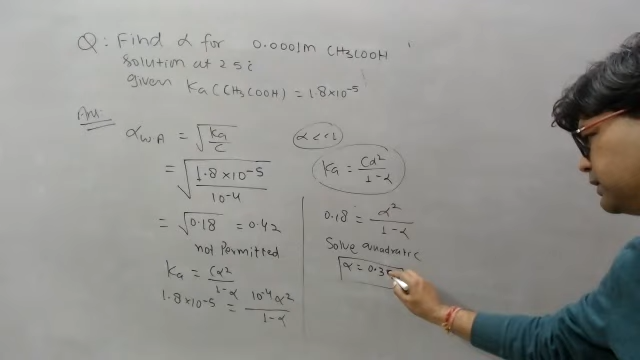 Q: Find α for 0.0001m CH3COOH
solution at 25°C
given Ka(CH3COOH) = 1.8×10⁻⁵
Ans:
αWA = √(Ka/C)
= √(1.8×10⁻⁵/10⁻⁴)
= √0.18 = 0.42
not Permitted
Ka = Cα²/1-α
1.8×10⁻⁵ = 10⁻⁴α²/1-α
α<<1
Ka = Cα²/1-α
0.18 = α²/1-α
Solve quadratic
α = 0.3